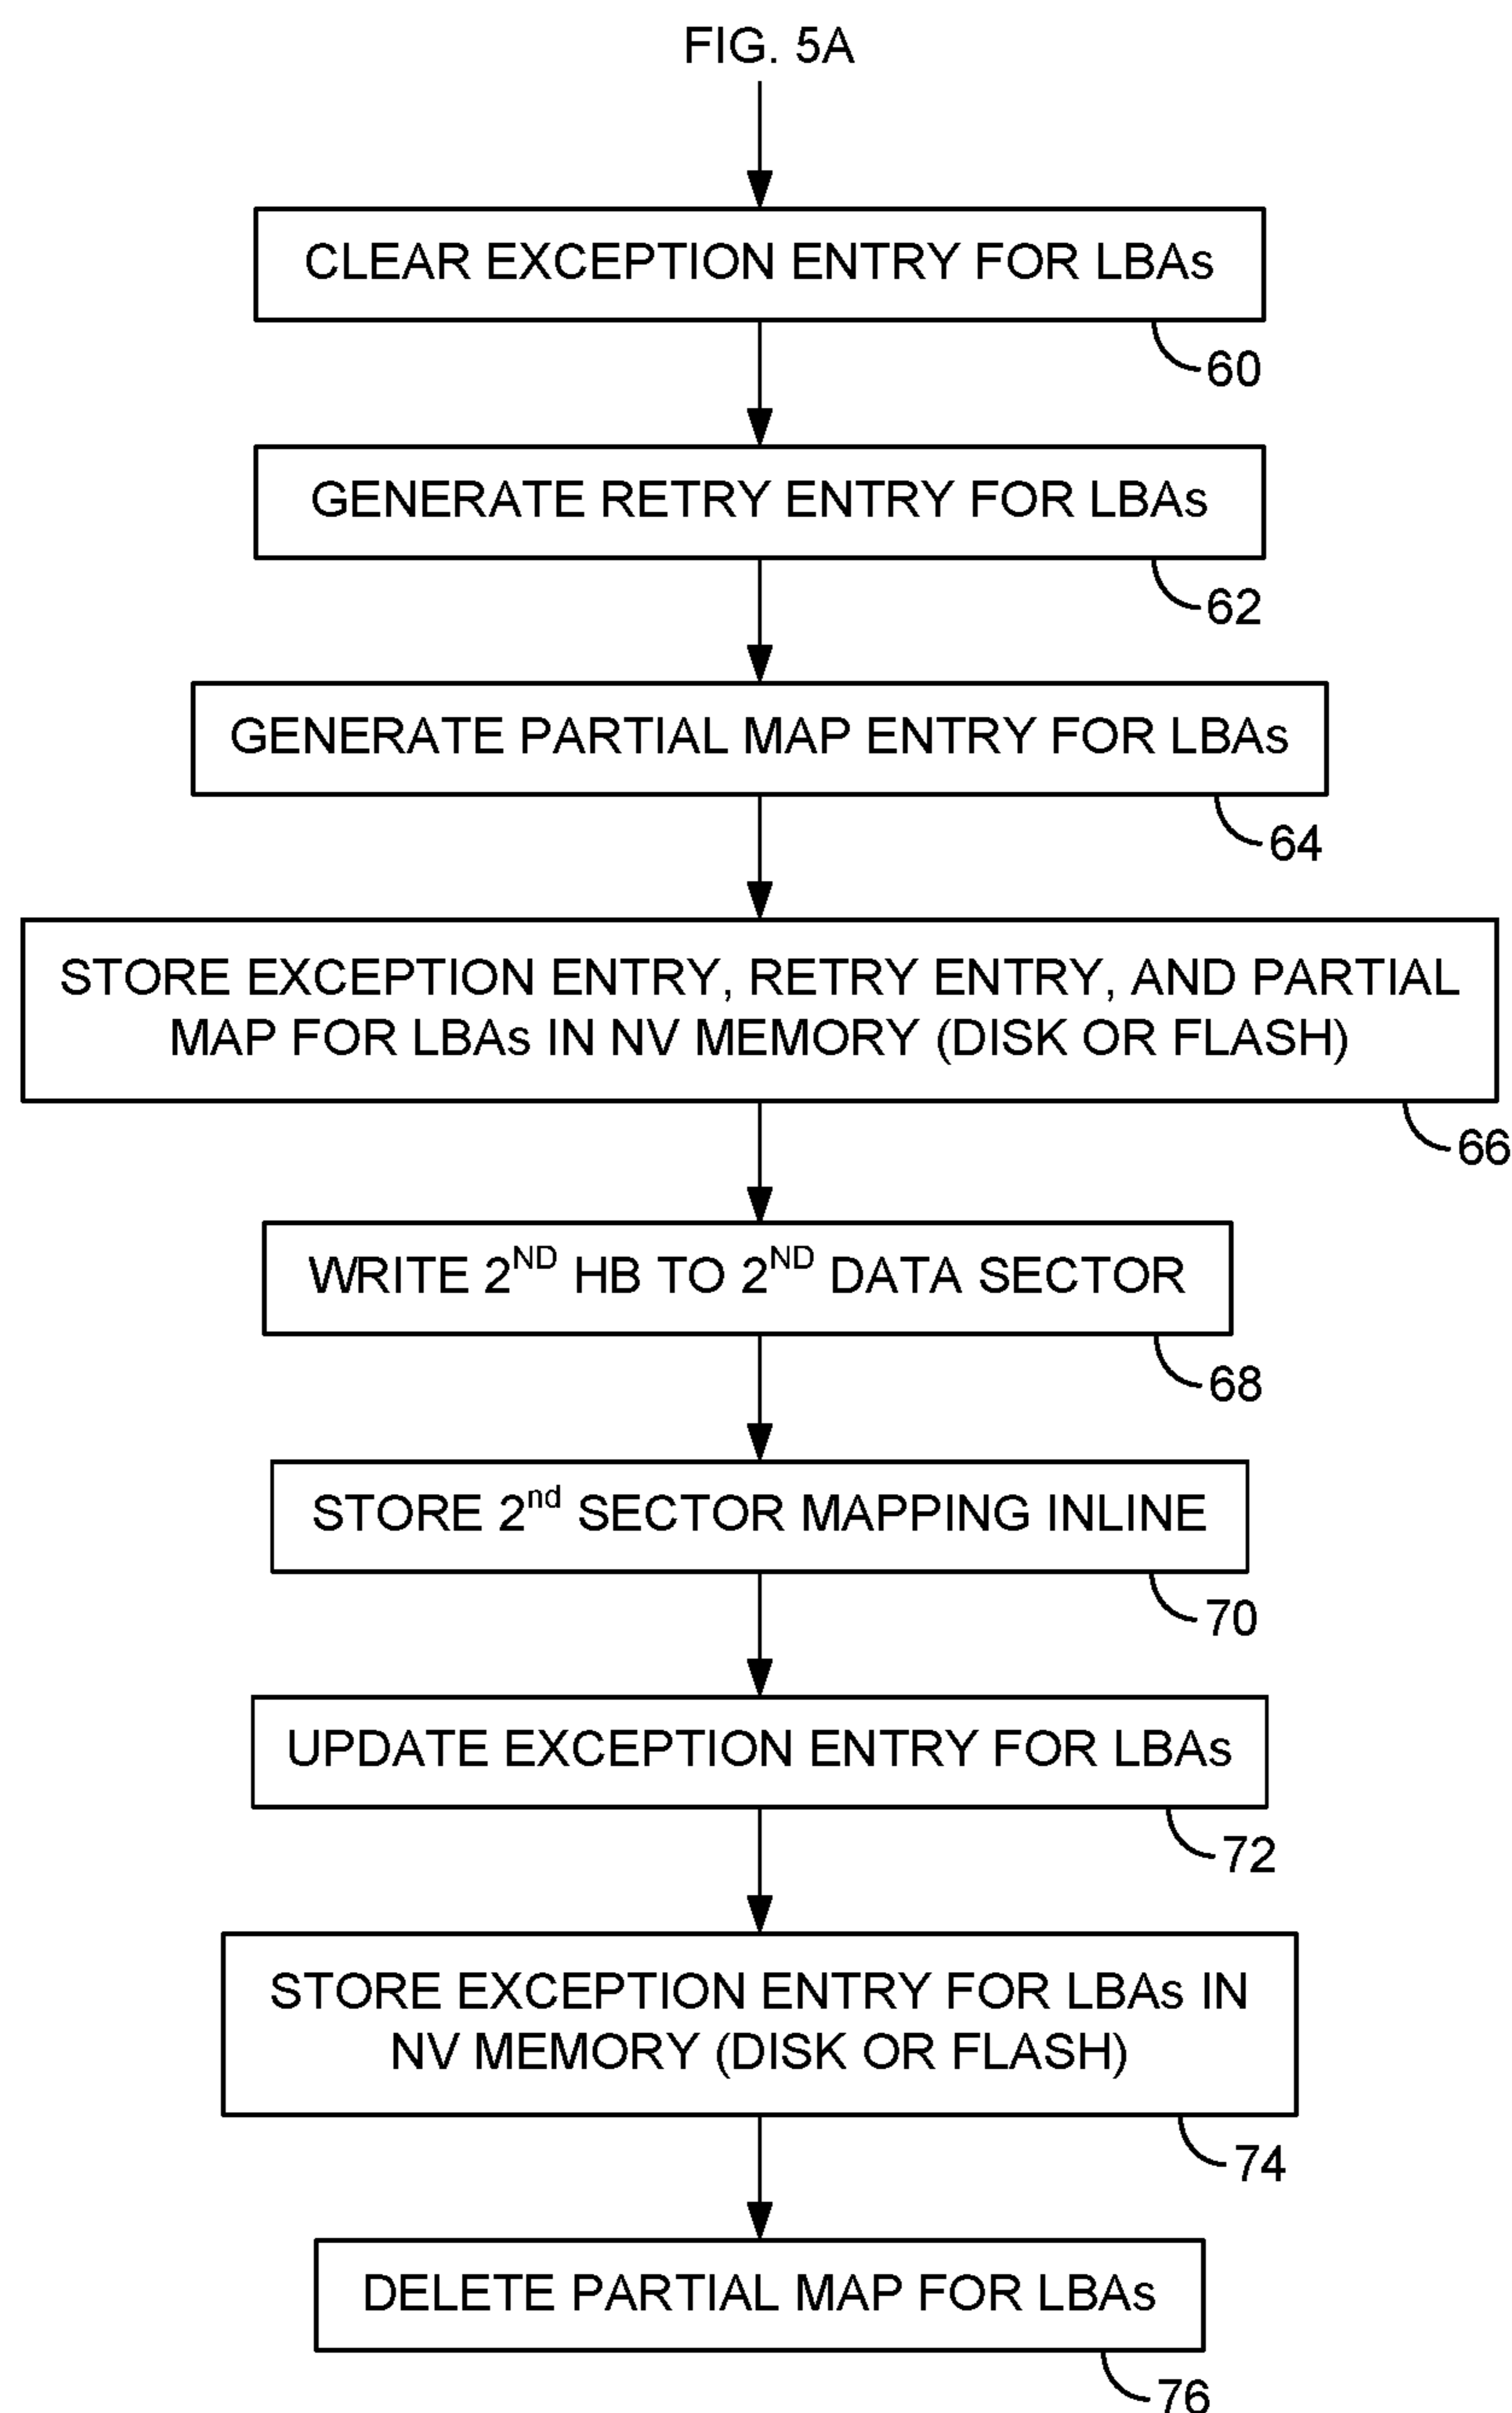 FIG. 5A
CLEAR EXCEPTION ENTRY FOR LBAs
60
GENERATE RETRY ENTRY FOR LBAs
62
GENERATE PARTIAL MAP ENTRY FOR LBAs
64
STORE EXCEPTION ENTRY, RETRY ENTRY, AND PARTIAL
MAP FOR LBAs IN NV MEMORY (DISK OR FLASH)
66
WRITE 2ND HB TO 2ND DATA SECTOR
68
STORE 2nd SECTOR MAPPING INLINE
70
UPDATE EXCEPTION ENTRY FOR LBAs
72
STORE EXCEPTION ENTRY FOR LBAs IN
NV MEMORY (DISK OR FLASH)
74
DELETE PARTIAL MAP FOR LBAs
76